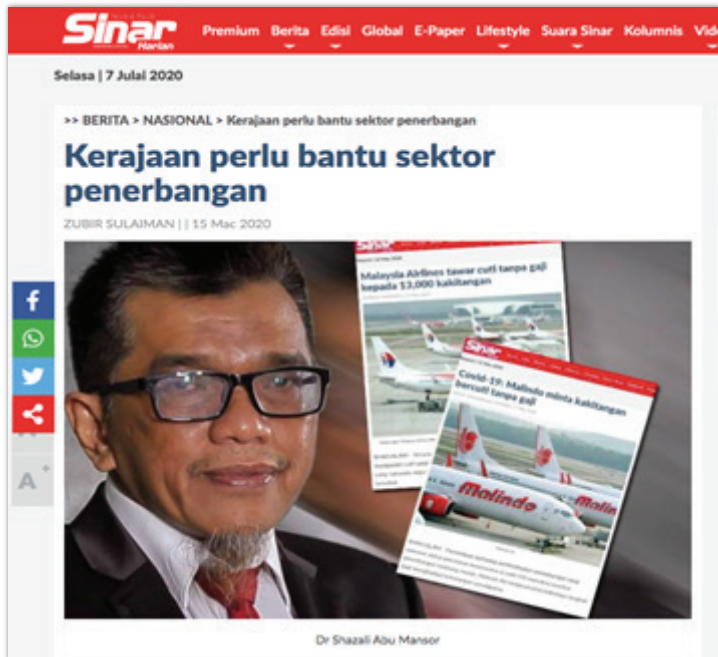 Sinar
Harian
Premium Berita Edisi Global E-Paper Lifestyle Suara Sinar Kolumnis Vide
Selasa | 7 Julai 2020
>> BERITA > NASIONAL > Kerajaan perlu bantu sektor penerbangan
Kerajaan perlu bantu sektor
penerbangan
ZUBIR SULAIMAN | | 15 Mac 2020
Sinar
Malaysia Airlines tawar cuti tanpa gaji
kepada 13,000 kakitangan
Sinar
Covid-19: Malindo minta kakitangan
bercuti tanpa gaji
Malindo
Malin
A+
Dr Shazali Abu Mansor